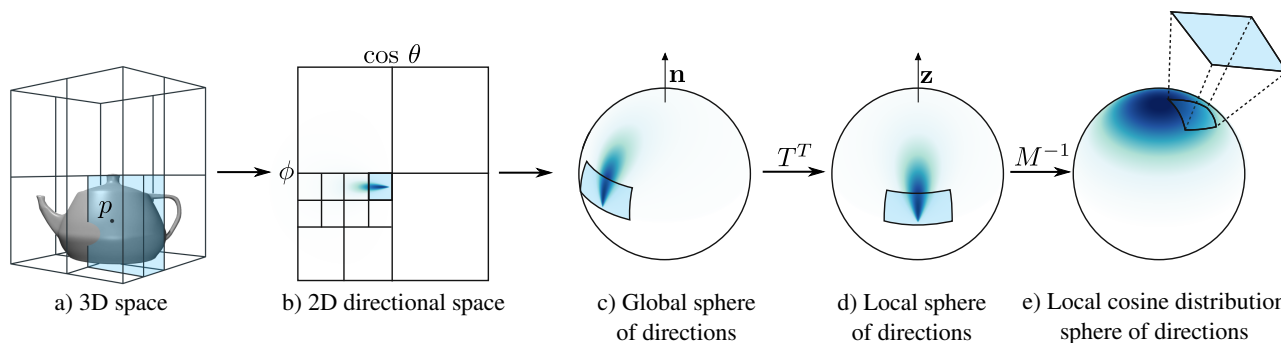 cos θ
n
z
ϕ
T^T
M^{-1}
p
a) 3D space
b) 2D directional space
c) Global sphere
of directions
d) Local sphere
of directions
e) Local cosine distribution
sphere of directions